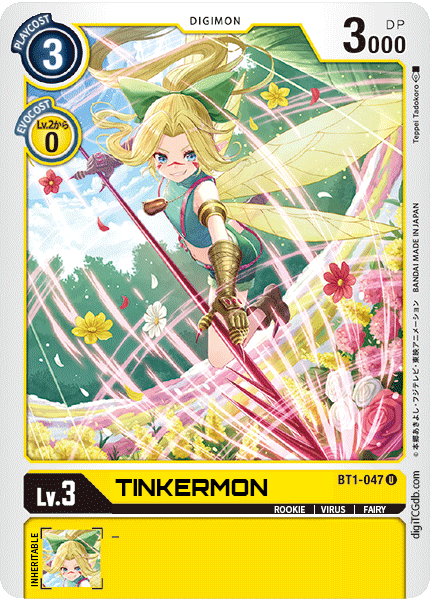 PLAYCOST
3
DIGIMON
DP
3000
EVOCOST
Lv.2から
0
Teppei Tadokoro
© 本郷あきよし・フジテレビ・東映アニメーション BANDAI MADE IN JAPAN
Lv.3
TINKERMON
BT1-047 U
ROOKIE | VIRUS | FAIRY
digiTCGdb.com
INHERITABLE
–